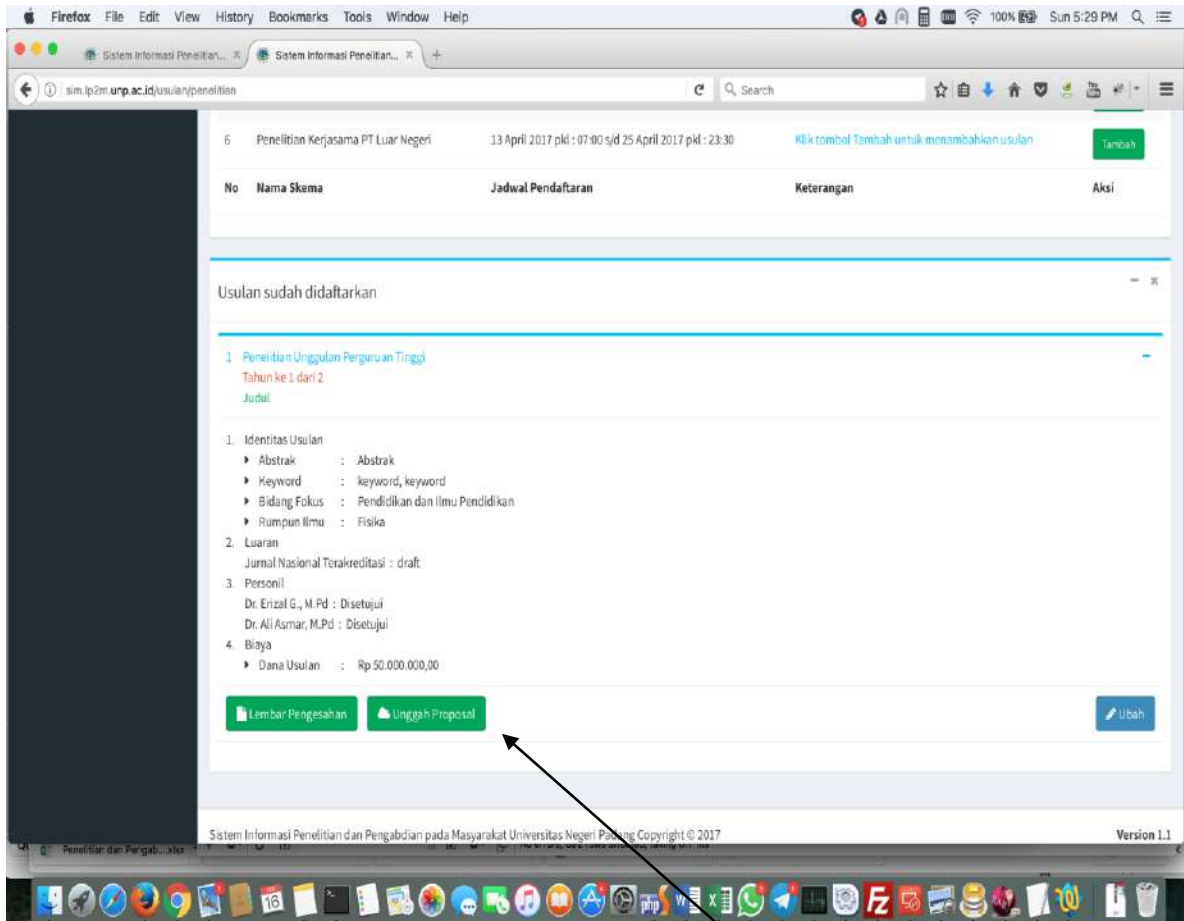 Firefox File Edit View History Bookmarks Tools Window Help 100% Sun 5:29 PM
Sistem Informasi Penelitian... Sistem Informasi Penelitian...
sim.lp2m.unp.ac.id/usulan/penelitian Search
6 Penelitian Kerjasama PT Luar Negeri 13 April 2017 pkl : 07:00 s/d 25 April 2017 pkl : 23:30 Klik tombol Tambah untuk menambahkan usulan Tambah
No Nama Skema Jadwal Pendaftaran Keterangan Aksi
Usulan sudah didaftarkan
1 Penelitian Unggulan Perguruan Tinggi
Tahun ke 1 dari 2
Judul
1. Identitas Usulan
Abstrak : Abstrak
Keyword : keyword, keyword
Bidang Fokus : Pendidikan dan Ilmu Pendidikan
Rumpun Ilmu : Fisika
2. Luaran
Jurnal Nasional Terakreditasi : draft
3. Personil
Dr. Erizal G., M.Pd : Disetujui
Dr. Ali Asmar, M.Pd : Disetujui
4. Biaya
Dana Usulan : Rp 50.000.000,00
Lembar Pengesahan Unggah Proposal Ubah
Sistem Informasi Penelitian dan Pengabdian pada Masyarakat Universitas Negeri Padang Copyright © 2017 Version 1.1
Penelitian dan Pengab...xlsx
16 php